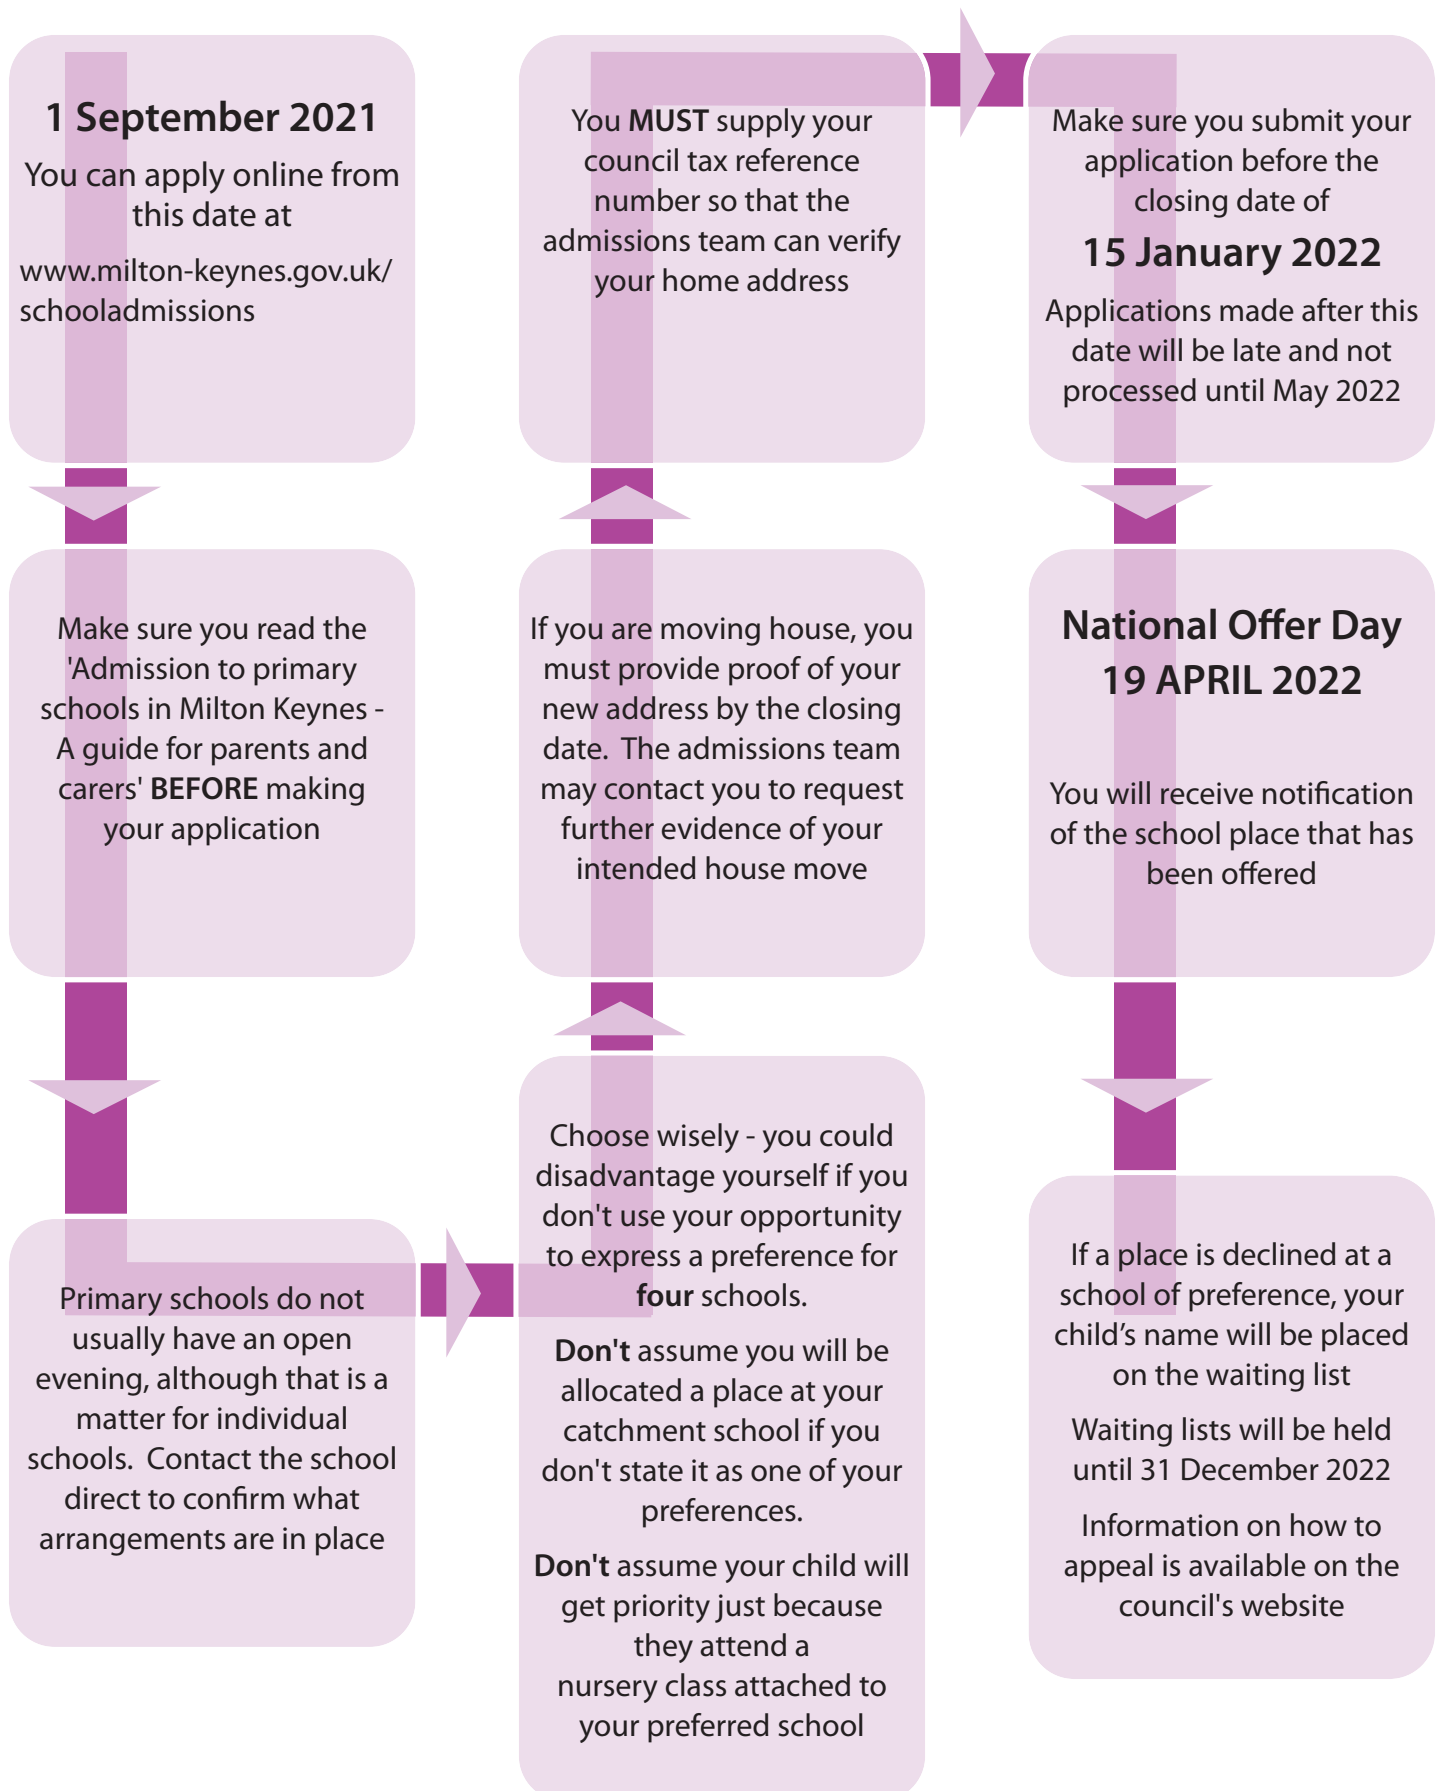 1 September 2021
You can apply online from
this date at
www.milton-keynes.gov.uk/
schooladmissions
Make sure you read the
'Admission to primary
schools in Milton Keynes -
A guide for parents and
carers' BEFORE making
your application
Primary schools do not
usually have an open
evening, although that is a
matter for individual
schools.  Contact the school
direct to confirm what
arrangements are in place
Choose wisely - you could
disadvantage yourself if you
don't use your opportunity
to express a preference for
four schools.
Don't assume you will be
allocated a place at your
catchment school if you
don't state it as one of your
preferences.
Don't assume your child will
get priority just because
they attend a
nursery class attached to
your preferred school
If you are moving house, you
must provide proof of your
new address by the closing
date.  The admissions team
may contact you to request
further evidence of your
intended house move
You MUST supply your
council tax reference
number so that the
admissions team can verify
your home address
Make sure you submit your
application before the
closing date of
15 January 2022
Applications made after this
date will be late and not
processed until May 2022
National Offer Day
19 APRIL 2022
You will receive notification
of the school place that has
been offered
If a place is declined at a
school of preference, your
child’s name will be placed
on the waiting list
Waiting lists will be held
until 31 December 2022
Information on how to
appeal is available on the
council's website